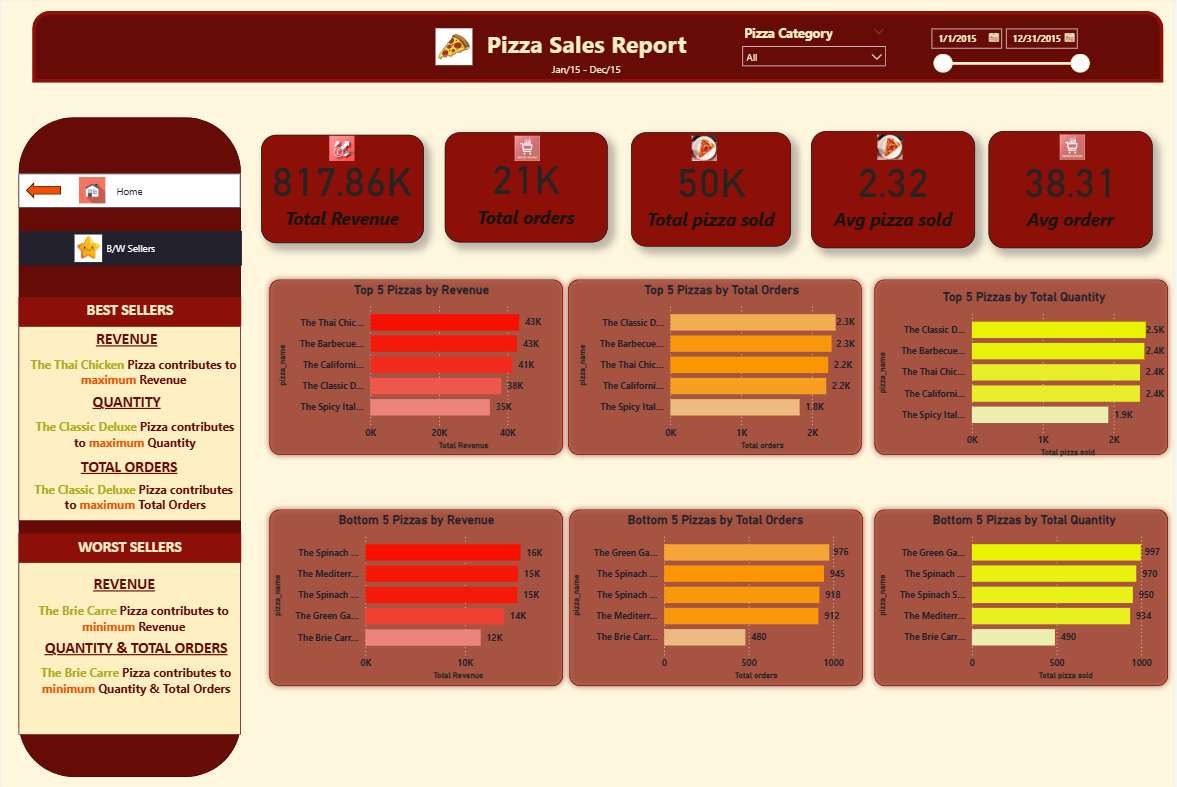 Pizza Sales Report
Jan/15 - Dec/15
Pizza Category
All
1/1/2015
12/31/2015
Home
B/W Sellers
BEST SELLERS
REVENUE
The Thai Chicken Pizza contributes to
maximum Revenue
QUANTITY
The Classic Deluxe Pizza contributes
to maximum Quantity
TOTAL ORDERS
The Classic Deluxe Pizza contributes
to maximum Total Orders
WORST SELLERS
REVENUE
The Brie Carre Pizza contributes to
minimum Revenue
QUANTITY & TOTAL ORDERS
The Brie Carre Pizza contributes to
minimum Quantity & Total Orders
817.86K
Total Revenue
21K
Total orders
50K
Total pizza sold
2.32
Avg pizza sold
38.31
Avg orderr
Top 5 Pizzas by Revenue
pizza_name
The Thai Chic... 43K
The Barbecue... 43K
The Californi... 41K
The Classic D... 38K
The Spicy Ital... 35K
0K 20K 40K
Total Revenue
Top 5 Pizzas by Total Orders
pizza_name
The Classic D... 2.3K
The Barbecue... 2.3K
The Thai Chic... 2.2K
The Californi... 2.2K
The Spicy Ital... 1.8K
0K 1K 2K
Total orders
Top 5 Pizzas by Total Quantity
pizza_name
The Classic D... 2.5K
The Barbecue... 2.4K
The Thai Chic... 2.4K
The Californi... 2.4K
The Spicy Ital... 1.9K
0K 1K 2K
Total pizza sold
Bottom 5 Pizzas by Revenue
pizza_name
The Spinach ... 16K
The Mediterr... 15K
The Spinach ... 15K
The Green Ga... 14K
The Brie Carr... 12K
0K 10K
Total Revenue
Bottom 5 Pizzas by Total Orders
pizza_name
The Green Ga... 976
The Spinach ... 945
The Spinach ... 918
The Mediterr... 912
The Brie Carr... 480
0 500 1000
Total orders
Bottom 5 Pizzas by Total Quantity
pizza_name
The Green Ga... 997
The Spinach ... 970
The Spinach S... 950
The Mediterr... 934
The Brie Carr... 490
0 500 1000
Total pizza sold